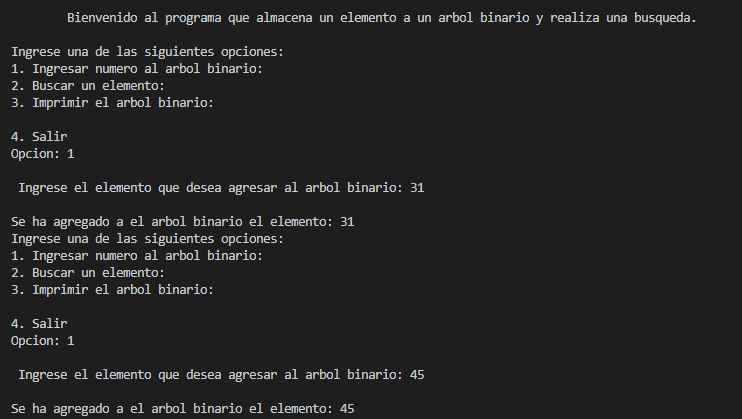 Bienvenido al programa que almacena un elemento a un arbol binario y realiza una busqueda.
Ingrese una de las siguientes opciones:
1. Ingresar numero al arbol binario:
2. Buscar un elemento:
3. Imprimir el arbol binario:
4. Salir
Opcion: 1
Ingrese el elemento que desea agresar al arbol binario: 31
Se ha agregado a el arbol binario el elemento: 31
Ingrese una de las siguientes opciones:
1. Ingresar numero al arbol binario:
2. Buscar un elemento:
3. Imprimir el arbol binario:
4. Salir
Opcion: 1
Ingrese el elemento que desea agresar al arbol binario: 45
Se ha agregado a el arbol binario el elemento: 45